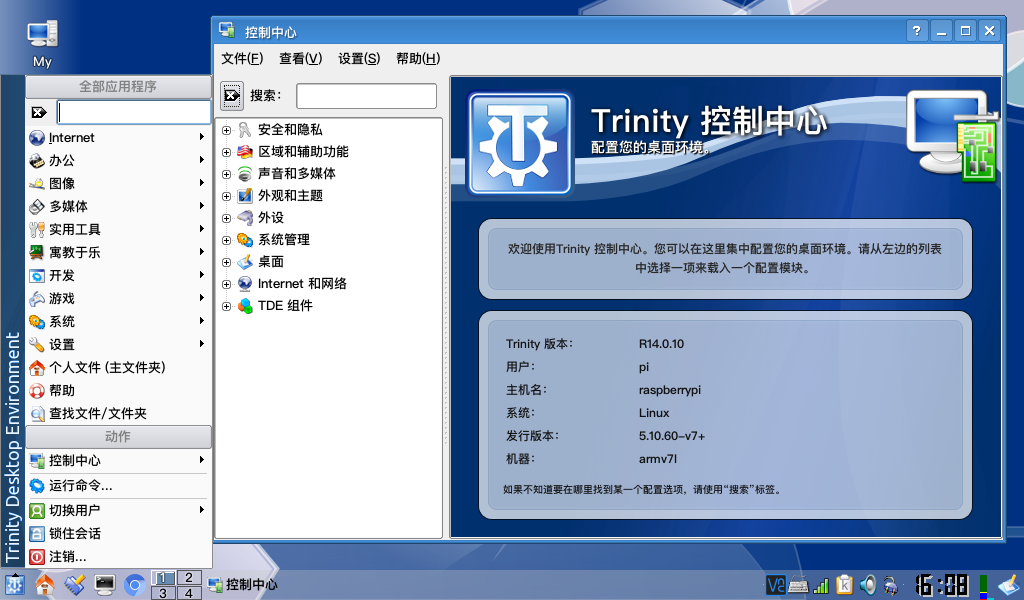 My
全部应用程序
Internet
办公
图像
多媒体
实用工具
寓教于乐
开发
游戏
系统
设置
个人文件 (主文件夹)
帮助
查找文件/文件夹
动作
控制中心
运行命令...
切换用户
锁住会话
注销...
Trinity Desktop Environment
控制中心
文件(F) 查看(V) 设置(S) 帮助(H)
搜索：
安全和隐私
区域和辅助功能
声音和多媒体
外观和主题
外设
系统管理
桌面
Internet 和网络
TDE 组件
Trinity 控制中心
配置您的桌面环境。
欢迎使用Trinity 控制中心。您可以在这里集中配置您的桌面环境。请从左边的列表
中选择一项来载入一个配置模块。
Trinity 版本： R14.0.10
用户： pi
主机名： raspberrypi
系统： Linux
发行版本： 5.10.60-v7+
机器： armv7l
如果不知道要在哪里找到某一个配置选项，请使用“搜索”标签。
1 2
3 4
控制中心
16:08